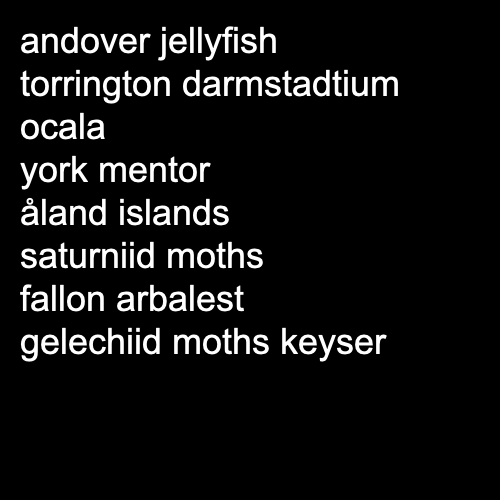 andover jellyfish
torrington darmstadtium
ocala
york mentor
åland islands
saturniid moths
fallon arbalest
gelechiid moths keyser